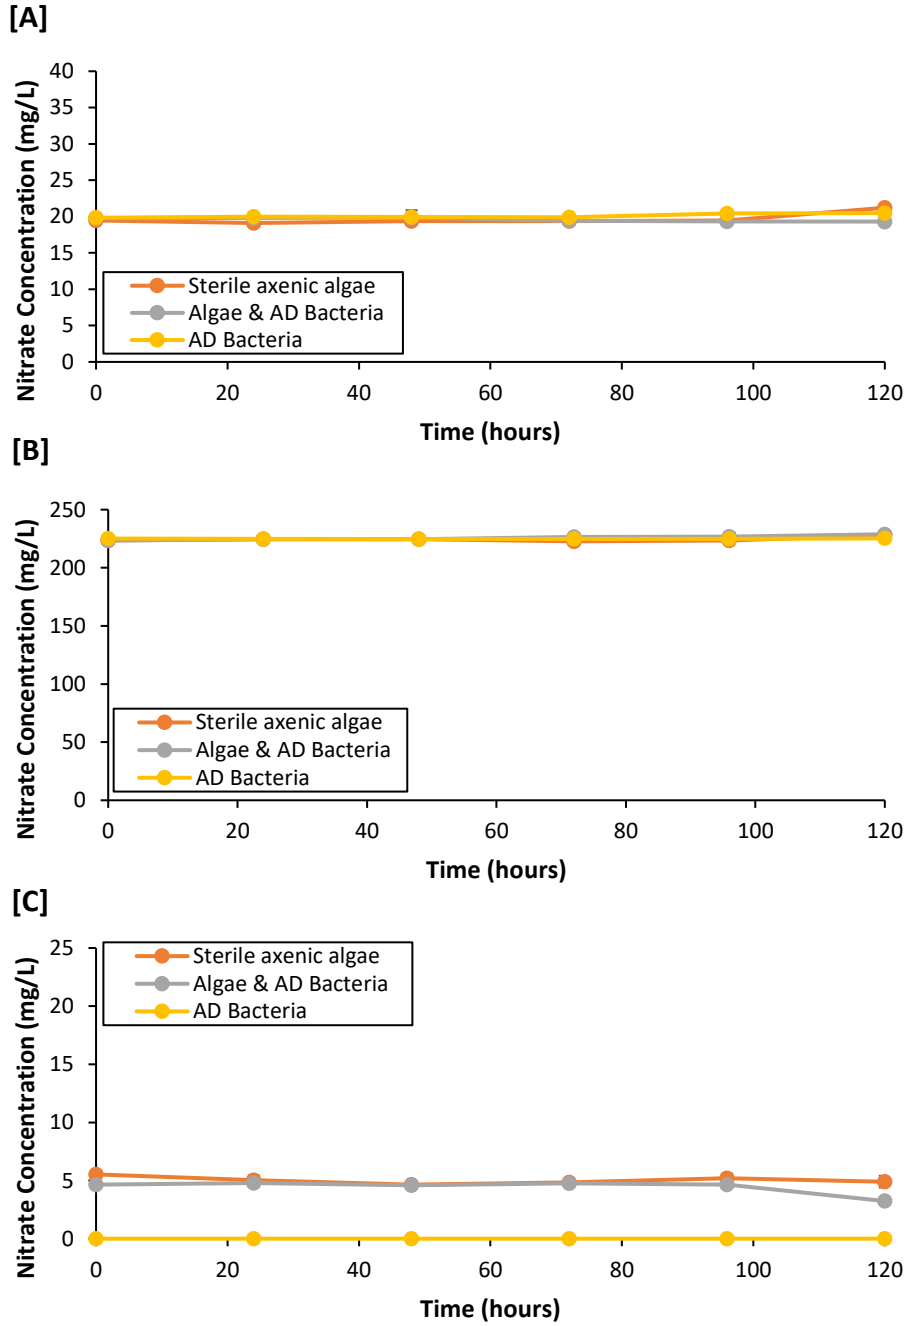 [A]
Nitrate Concentration (mg/L)
40
35
30
25
20
15
10
5
0
Sterile axenic algae
Algae & AD Bacteria
AD Bacteria
0 20 40 60 80 100 120
Time (hours)
[B]
Nitrate Concentration (mg/L)
250
200
150
100
50
0
Sterile axenic algae
Algae & AD Bacteria
AD Bacteria
0 20 40 60 80 100 120
Time (hours)
[C]
Nitrate Concentration (mg/L)
25
20
15
10
5
0
Sterile axenic algae
Algae & AD Bacteria
AD Bacteria
0 20 40 60 80 100 120
Time (hours)